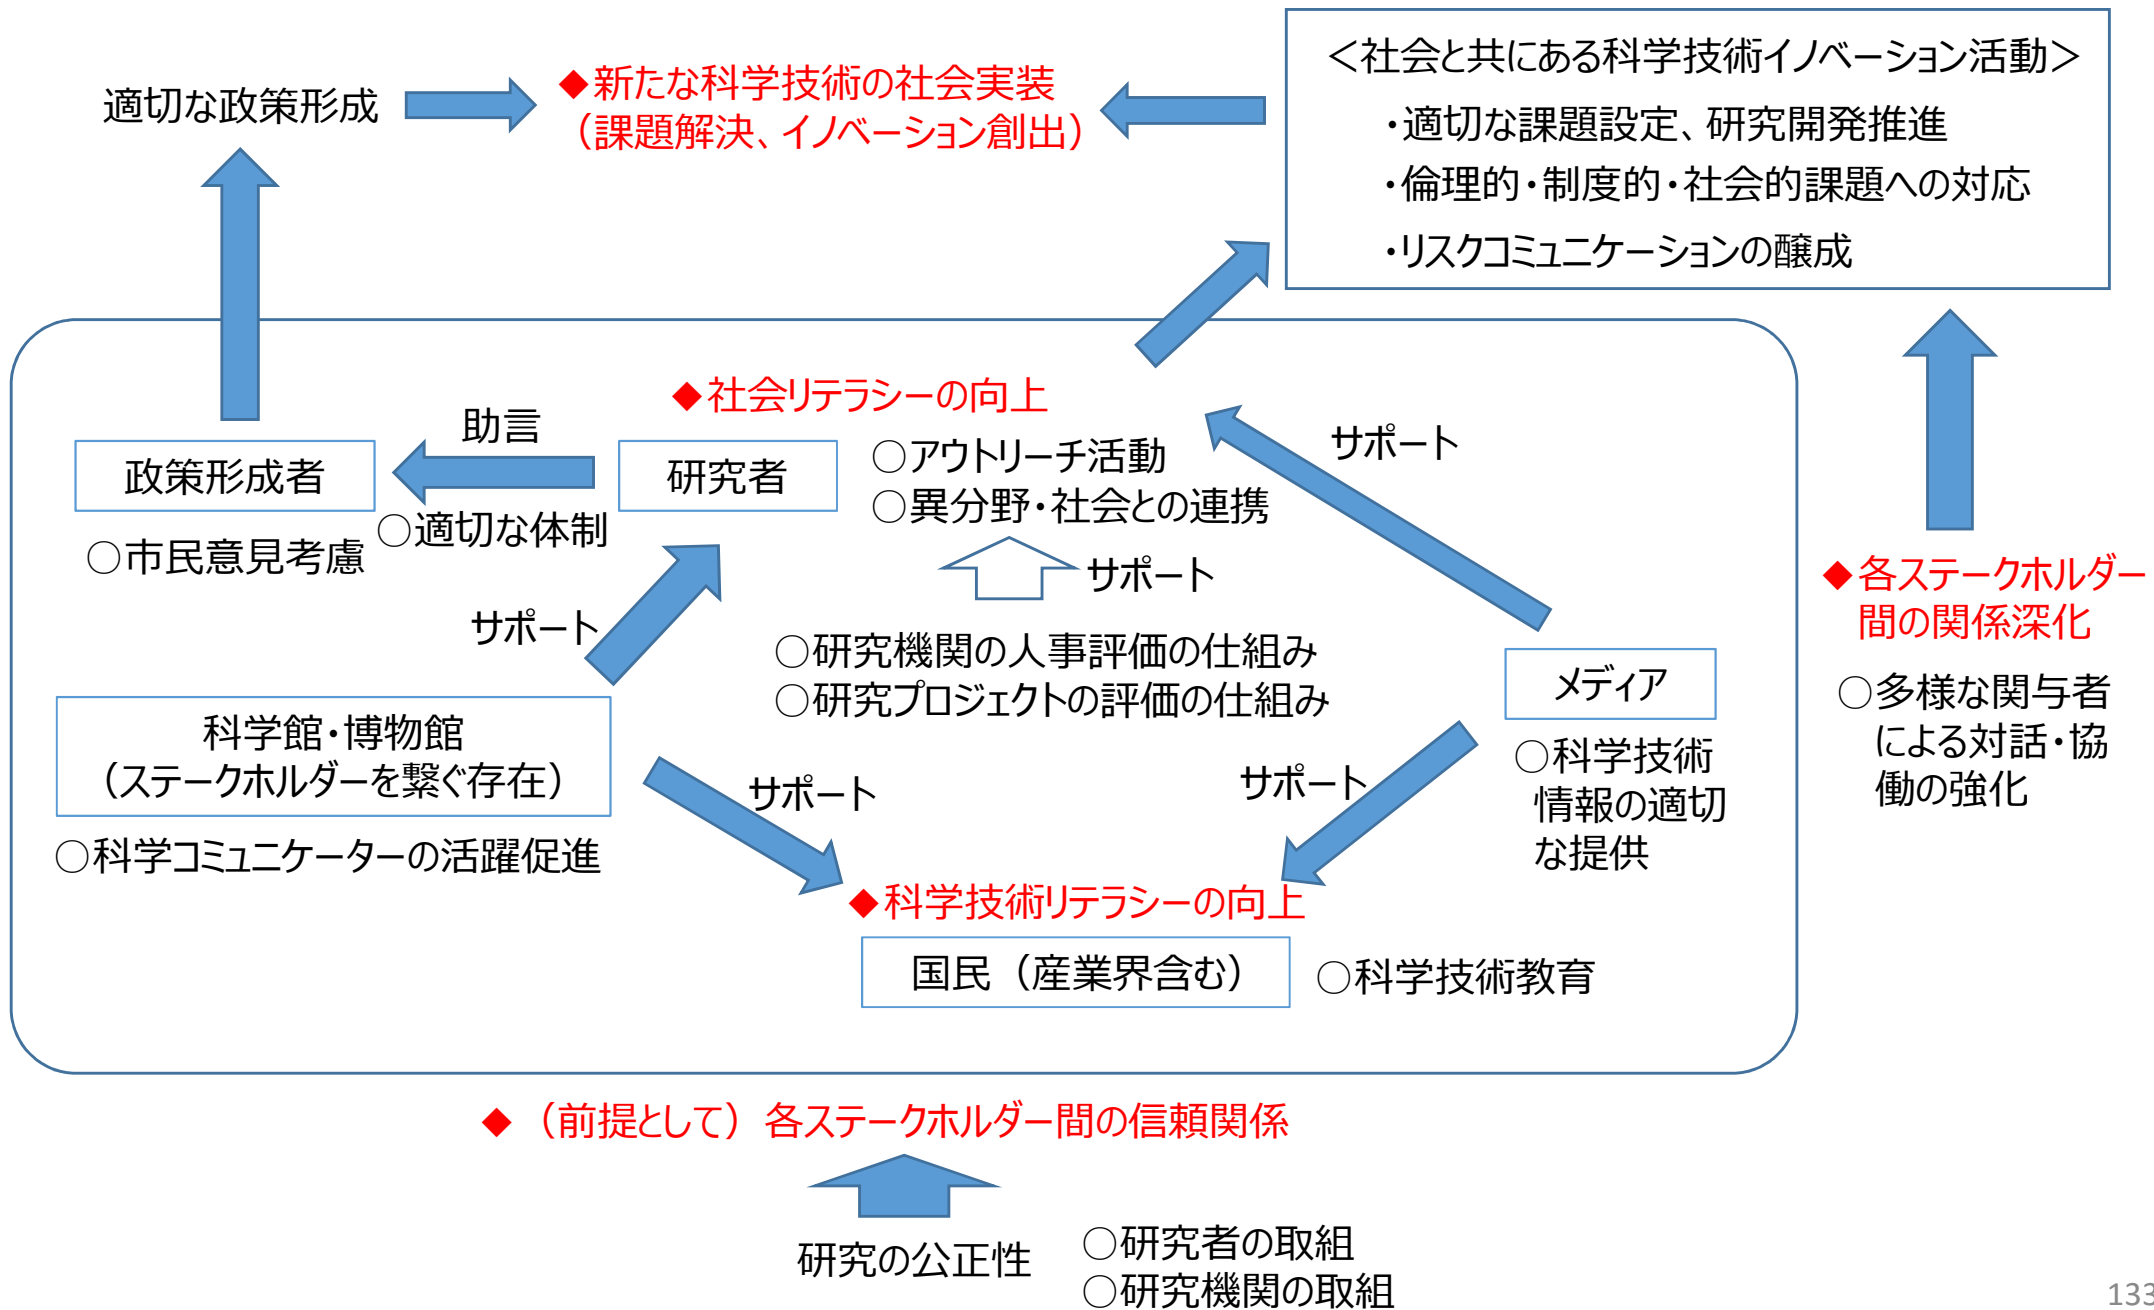 適切な政策形成
◆新たな科学技術の社会実装
（課題解決、イノベーション創出）
＜社会と共にある科学技術イノベーション活動＞
・適切な課題設定、研究開発推進
・倫理的・制度的・社会的課題への対応
・リスクコミュニケーションの醸成
◆社会リテラシーの向上
助言
政策形成者
研究者
○アウトリーチ活動
○異分野・社会との連携
サポート
○適切な体制
○市民意見考慮
サポート
サポート
○研究機関の人事評価の仕組み
○研究プロジェクトの評価の仕組み
メディア
○科学技術
情報の適切
な提供
◆各ステークホルダー
間の関係深化
○多様な関与者
による対話・協
働の強化
科学館・博物館
（ステークホルダーを繋ぐ存在）
○科学コミュニケーターの活躍促進
サポート
サポート
◆科学技術リテラシーの向上
国民（産業界含む）
○科学技術教育
◆（前提として）各ステークホルダー間の信頼関係
研究の公正性
○研究者の取組
○研究機関の取組
133